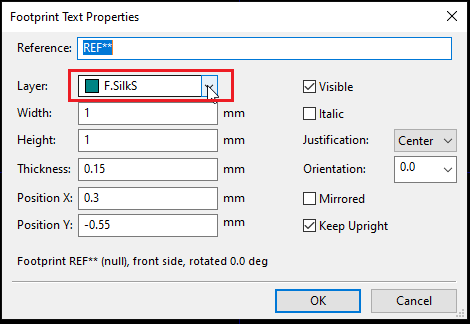 Footprint Text Properties
Reference: REF**
Layer: F.SilkS Visible
Width: 1 mm Italic
Height: 1 mm Justification: Center
Thickness: 0.15 mm Orientation: 0.0
Position X: 0.3 mm Mirrored
Position Y: -0.55 mm Keep Upright
Footprint REF** (null), front side, rotated 0.0 deg
OK Cancel